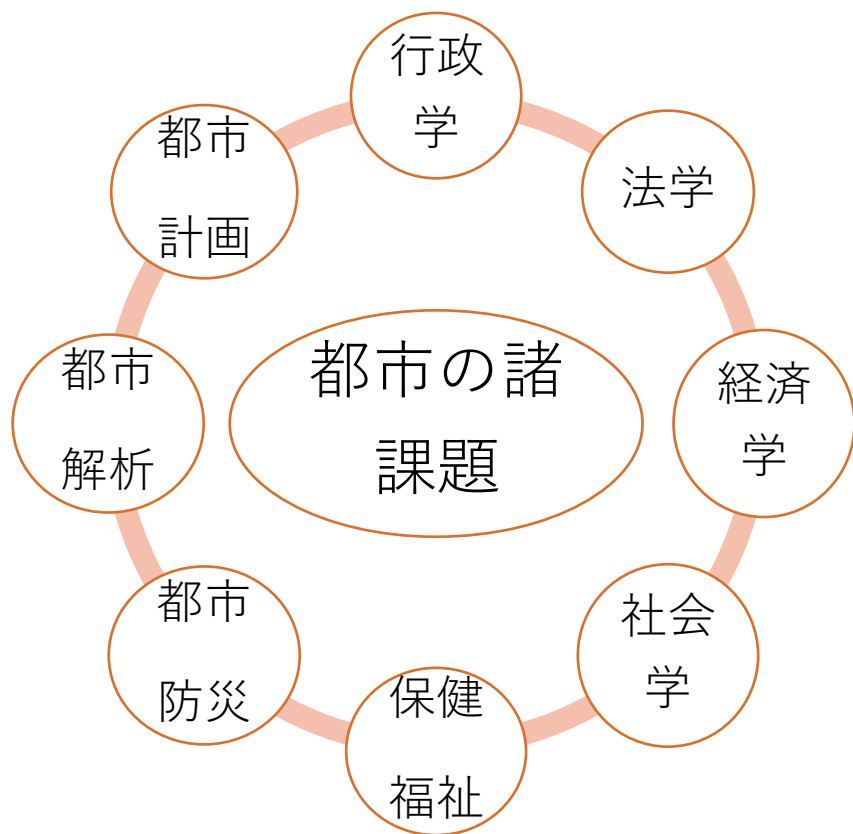 行政
学
法学
経済
学
社会
学
保健
福祉
都市
防災
都市
解析
都市
計画
都市の諸
課題